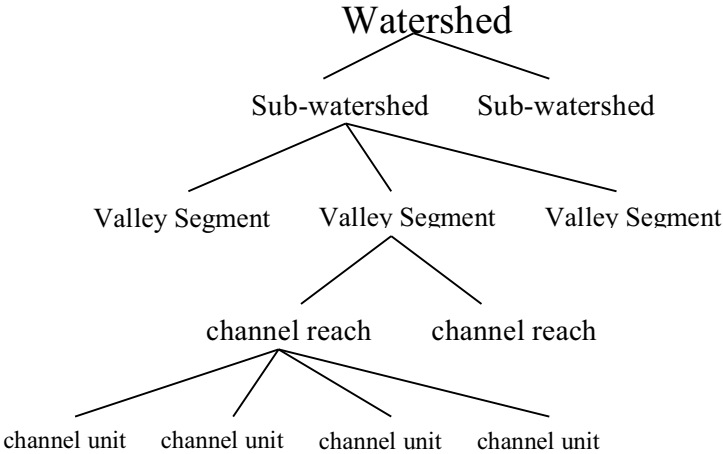 Watershed
Sub-watershed Sub-watershed
Valley Segment Valley Segment Valley Segment
channel reach channel reach
channel unit channel unit channel unit channel unit